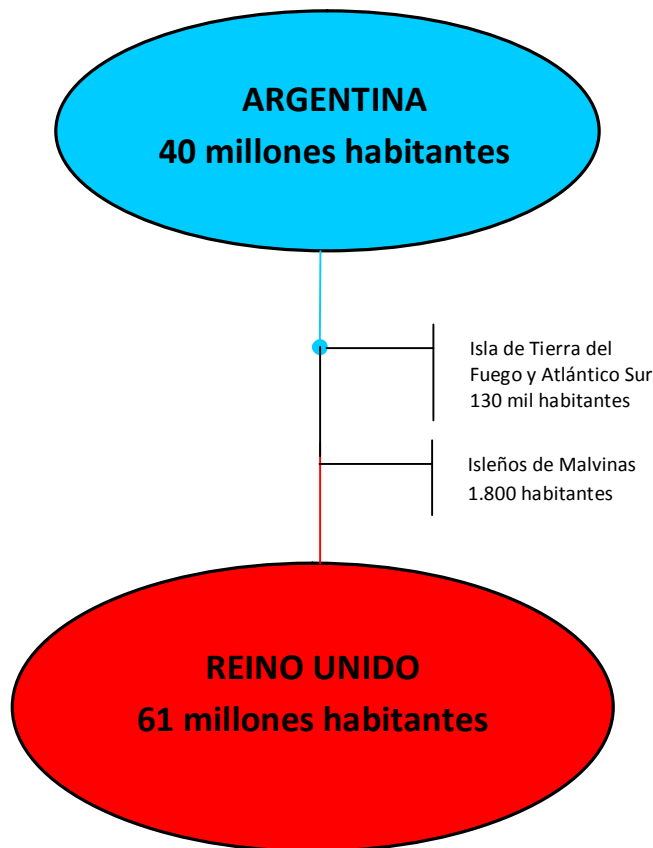 ARGENTINA
40 millones habitantes
Isla de Tierra del
Fuego y Atlántico Sur
130 mil habitantes
Isleños de Malvinas
1.800 habitantes
REINO UNIDO
61 millones habitantes